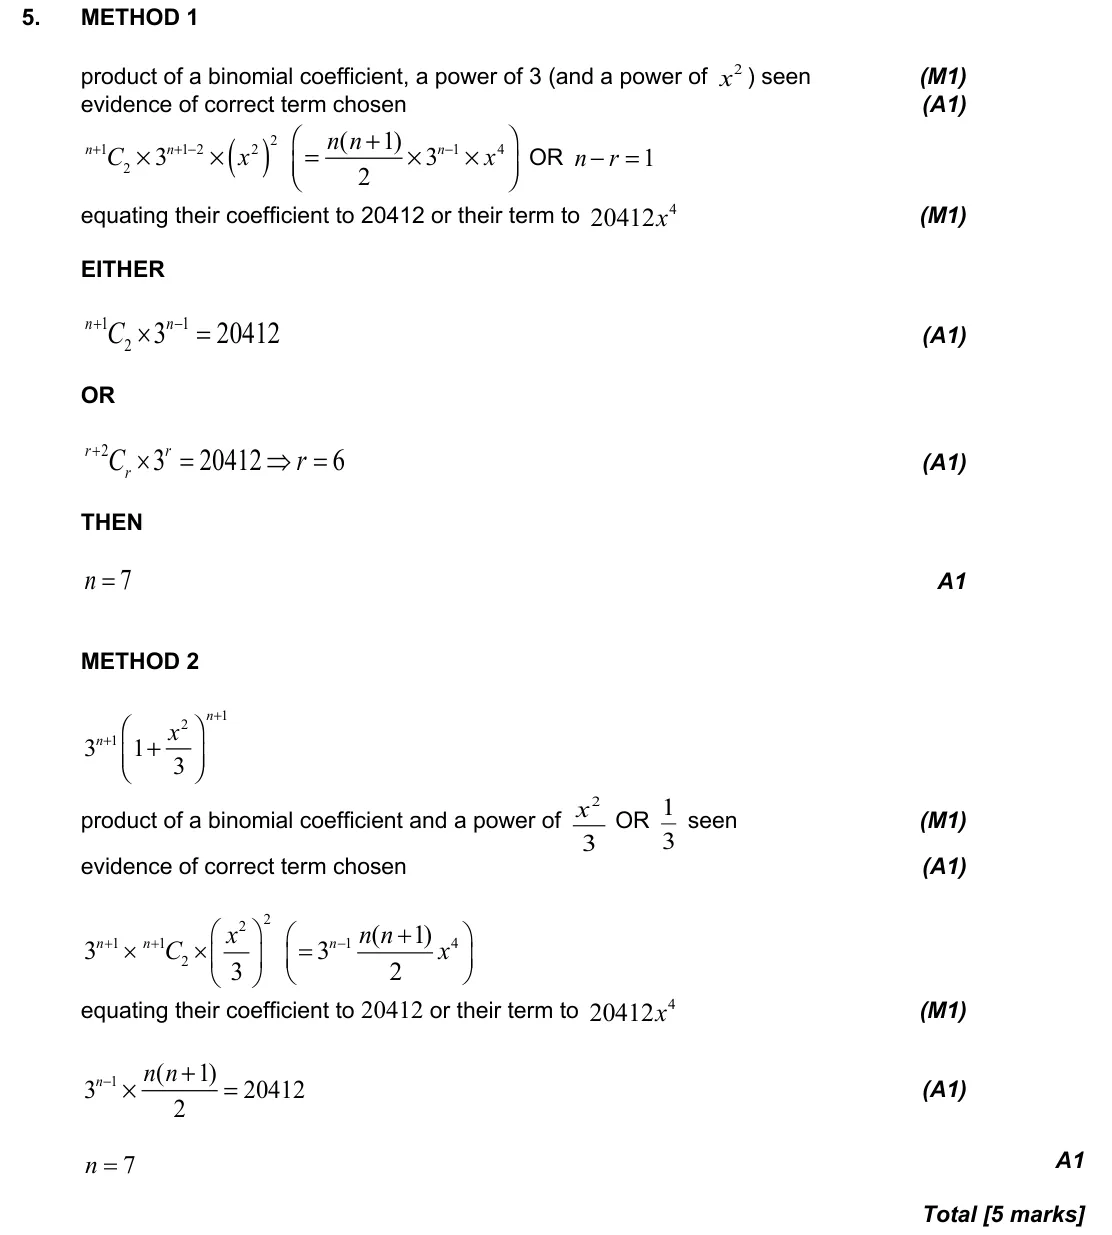 5. METHOD 1
product of a binomial coefficient, a power of 3 (and a power of x²) seen (M1)
evidence of correct term chosen (A1)
ⁿ⁺¹C₂ × 3ⁿ⁺¹⁻² × (x²)² (= n(n+1)/2 × 3ⁿ⁻¹ × x⁴) OR n − r = 1
equating their coefficient to 20412 or their term to 20412x⁴ (M1)
EITHER
ⁿ⁺¹C₂ × 3ⁿ⁻¹ = 20412 (A1)
OR
ʳ⁺²Cᵣ × 3ʳ = 20412 ⇒ r = 6 (A1)
THEN
n = 7 A1
METHOD 2
3ⁿ⁺¹(1 + x²/3)ⁿ⁺¹
product of a binomial coefficient and a power of x²/3 OR 1/3 seen (M1)
evidence of correct term chosen (A1)
3ⁿ⁺¹ × ⁿ⁺¹C₂ × (x²/3)² (= 3ⁿ⁻¹ n(n+1)/2 x⁴)
equating their coefficient to 20412 or their term to 20412x⁴ (M1)
3ⁿ⁻¹ × n(n+1)/2 = 20412 (A1)
n = 7 A1
Total [5 marks]